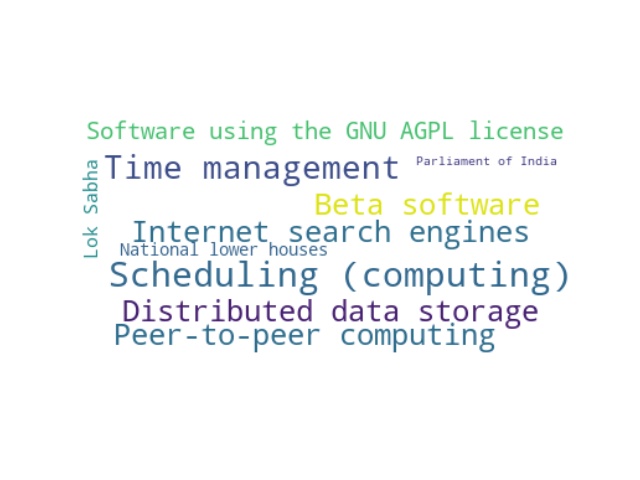 Software using the GNU AGPL license
Lok Sabha
Time management
Parliament of India
Beta software
Internet search engines
National lower houses
Scheduling (computing)
Distributed data storage
Peer-to-peer computing